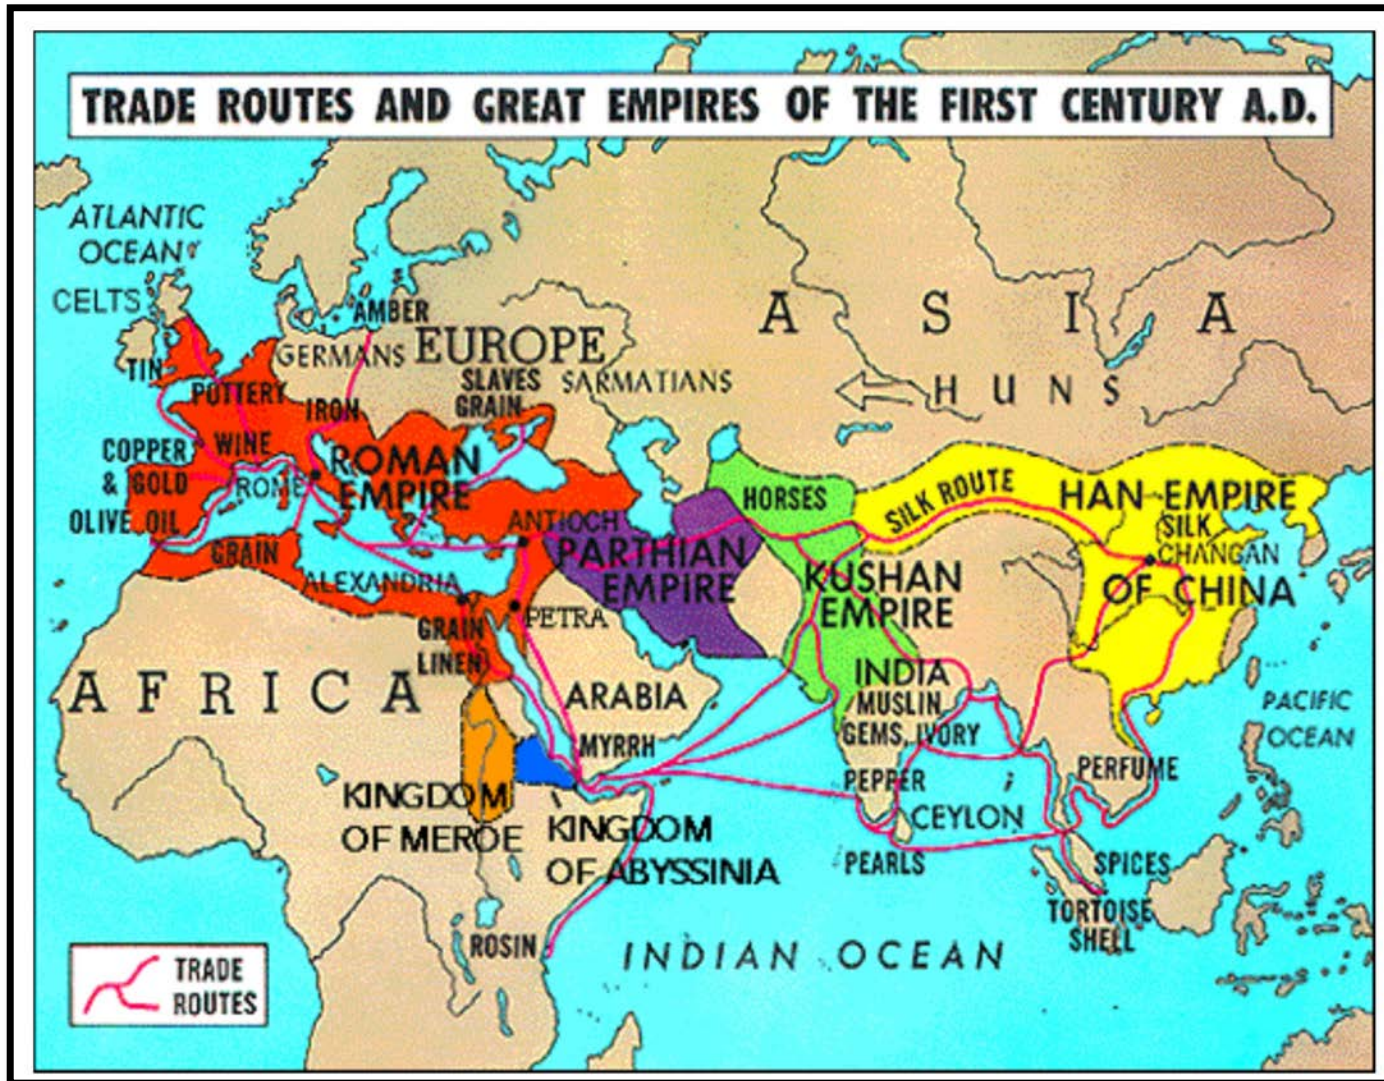 TRADE ROUTES AND GREAT EMPIRES OF THE FIRST CENTURY A.D.
ATLANTIC
OCEAN
CELTS
AMBER
EUROPE
GERMANS
TIN
POTTERY
SLAVES
GRAIN
SARMATIANS
IRON
A S I A
HUNS
COPPER
& GOLD
WINE
ROME
ROMAN
EMPIRE
OLIVE OIL
GRAIN
ANTIOCH
ALEXANDRIA
PETRA
GRAIN
LINEN
PARTHIAN
EMPIRE
HORSES
SILK ROUTE
HAN EMPIRE
SILK
CHANGAN
OF CHINA
KUSHAN
EMPIRE
AFRICA
ARABIA
MYRRH
INDIA
MUSLIN
GEMS, IVORY
PACIFIC
OCEAN
PEPPER
PERFUME
KINGDOM
OF MEROE
KINGDOM
OF ABYSSINIA
CEYLON
PEARLS
SPICES
TORTOISE
SHELL
ROSIN
INDIAN OCEAN
TRADE
ROUTES